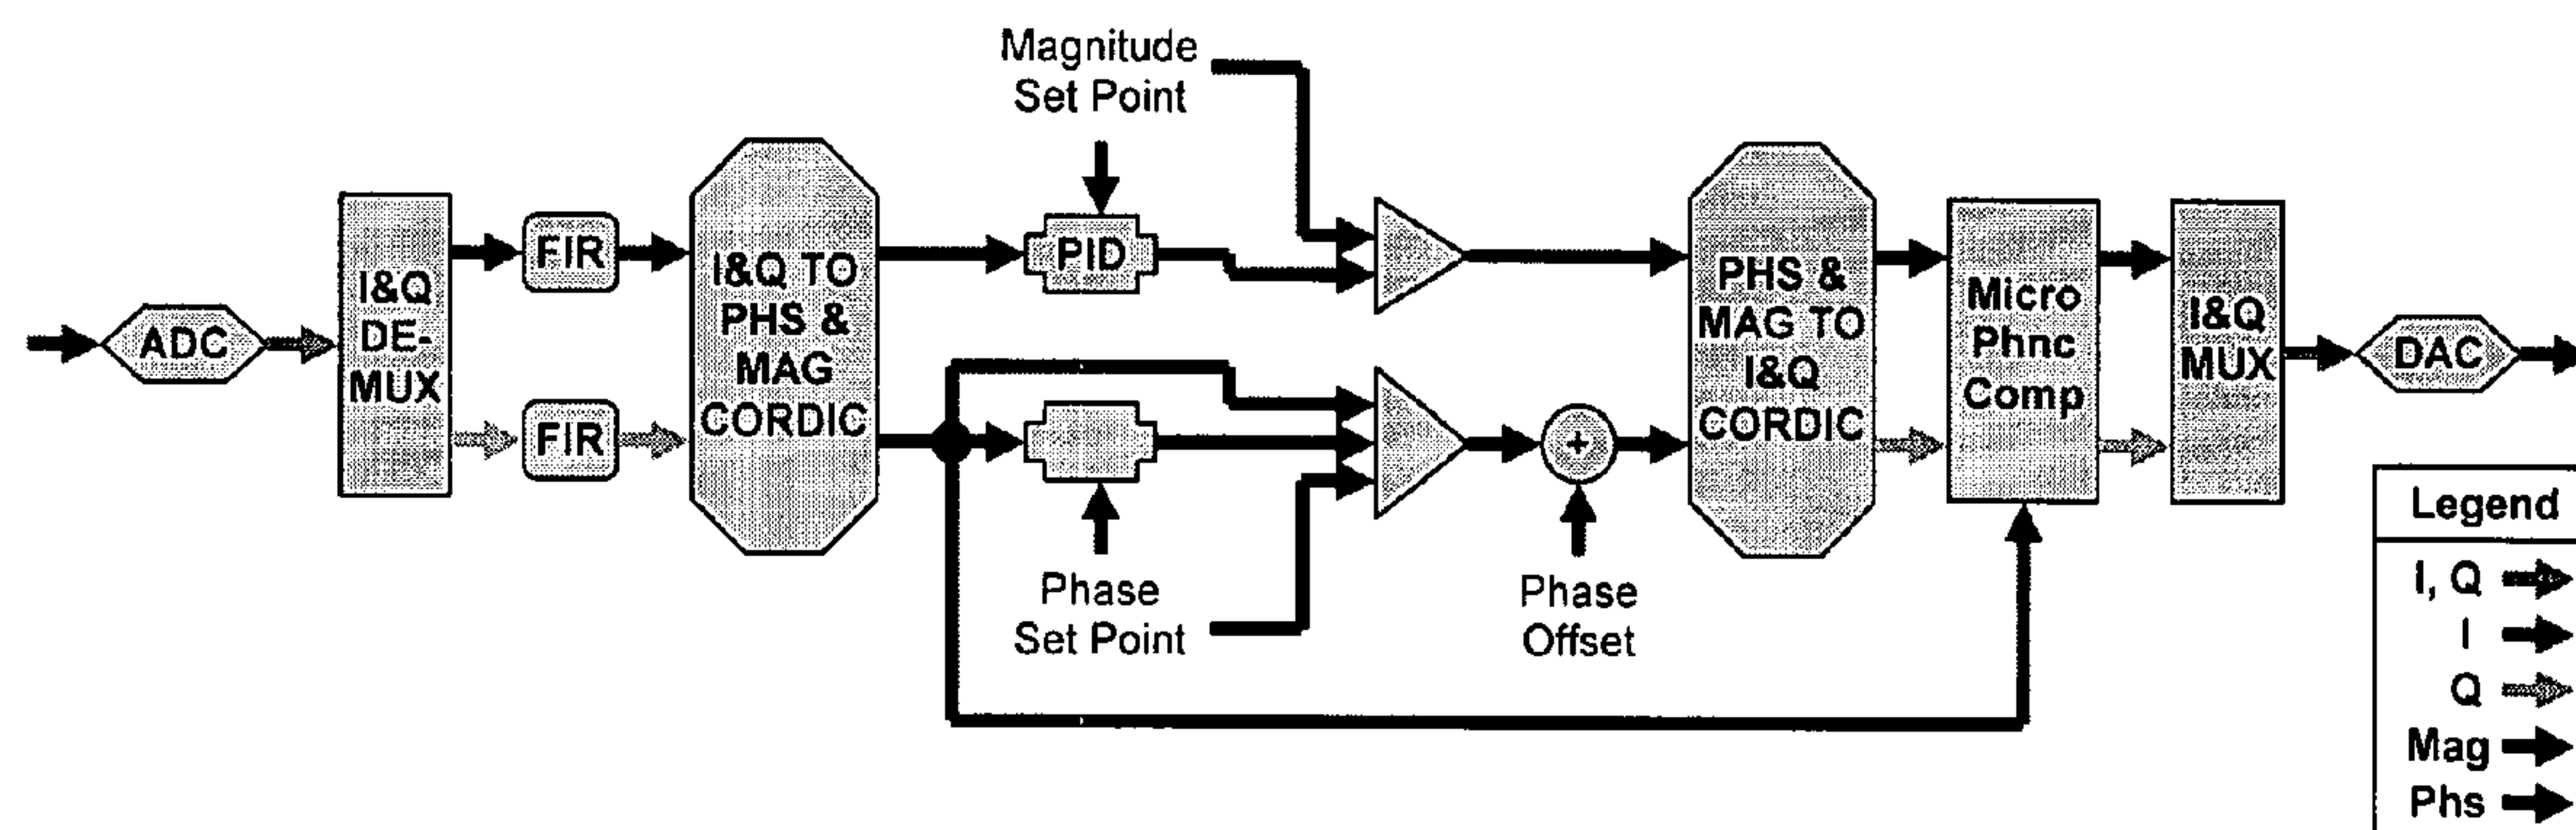 Magnitude
Set Point
ADC
I&Q
DE-
MUX
FIR
FIR
I&Q TO
PHS &
MAG
CORDIC
PID
Phase
Set Point
+
Phase
Offset
PHS &
MAG TO
I&Q
CORDIC
Micro
Phnc
Comp
I&Q
MUX
DAC
Legend
I, Q
I
Q
Mag
Phs